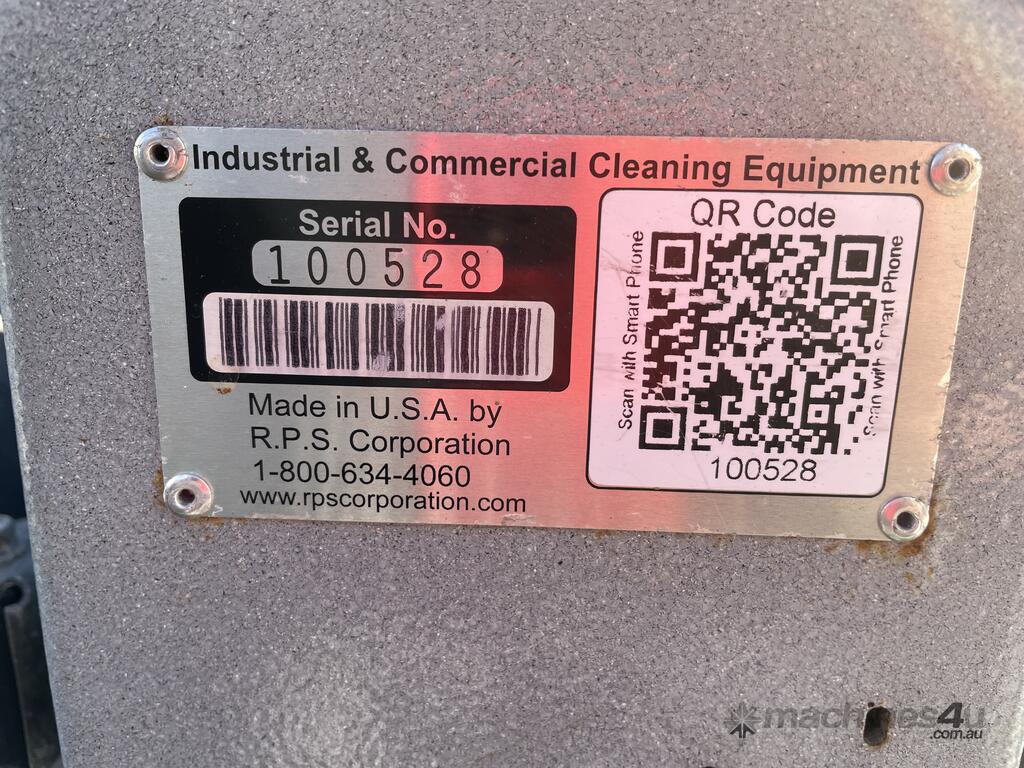 Industrial & Commercial Cleaning Equipment
Serial No.
100528
Made in U.S.A. by
R.P.S. Corporation
1-800-634-4060
www.rpscorporation.com
QR Code
Scan with Smart Phone
Scan with Smart Phone
100528
machines4u
.com.au